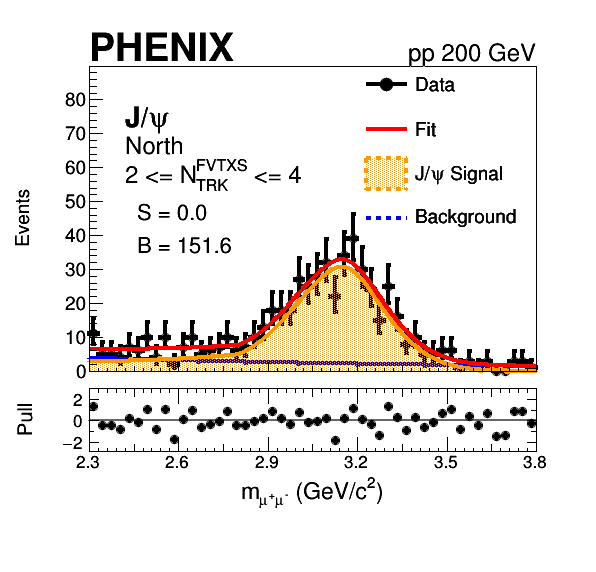 PHENIX pp 200 GeV
Data
J/ψ
Fit
North
2 <= N_TRK^FVTXS <= 4
J/ψ Signal
S = 0.0
Background
B = 151.6
Events
80
70
60
50
40
30
20
10
0
Pull
2
0
−2
2.3 2.6 2.9 3.2 3.5 3.8
m_μ⁺μ⁻ (GeV/c²)